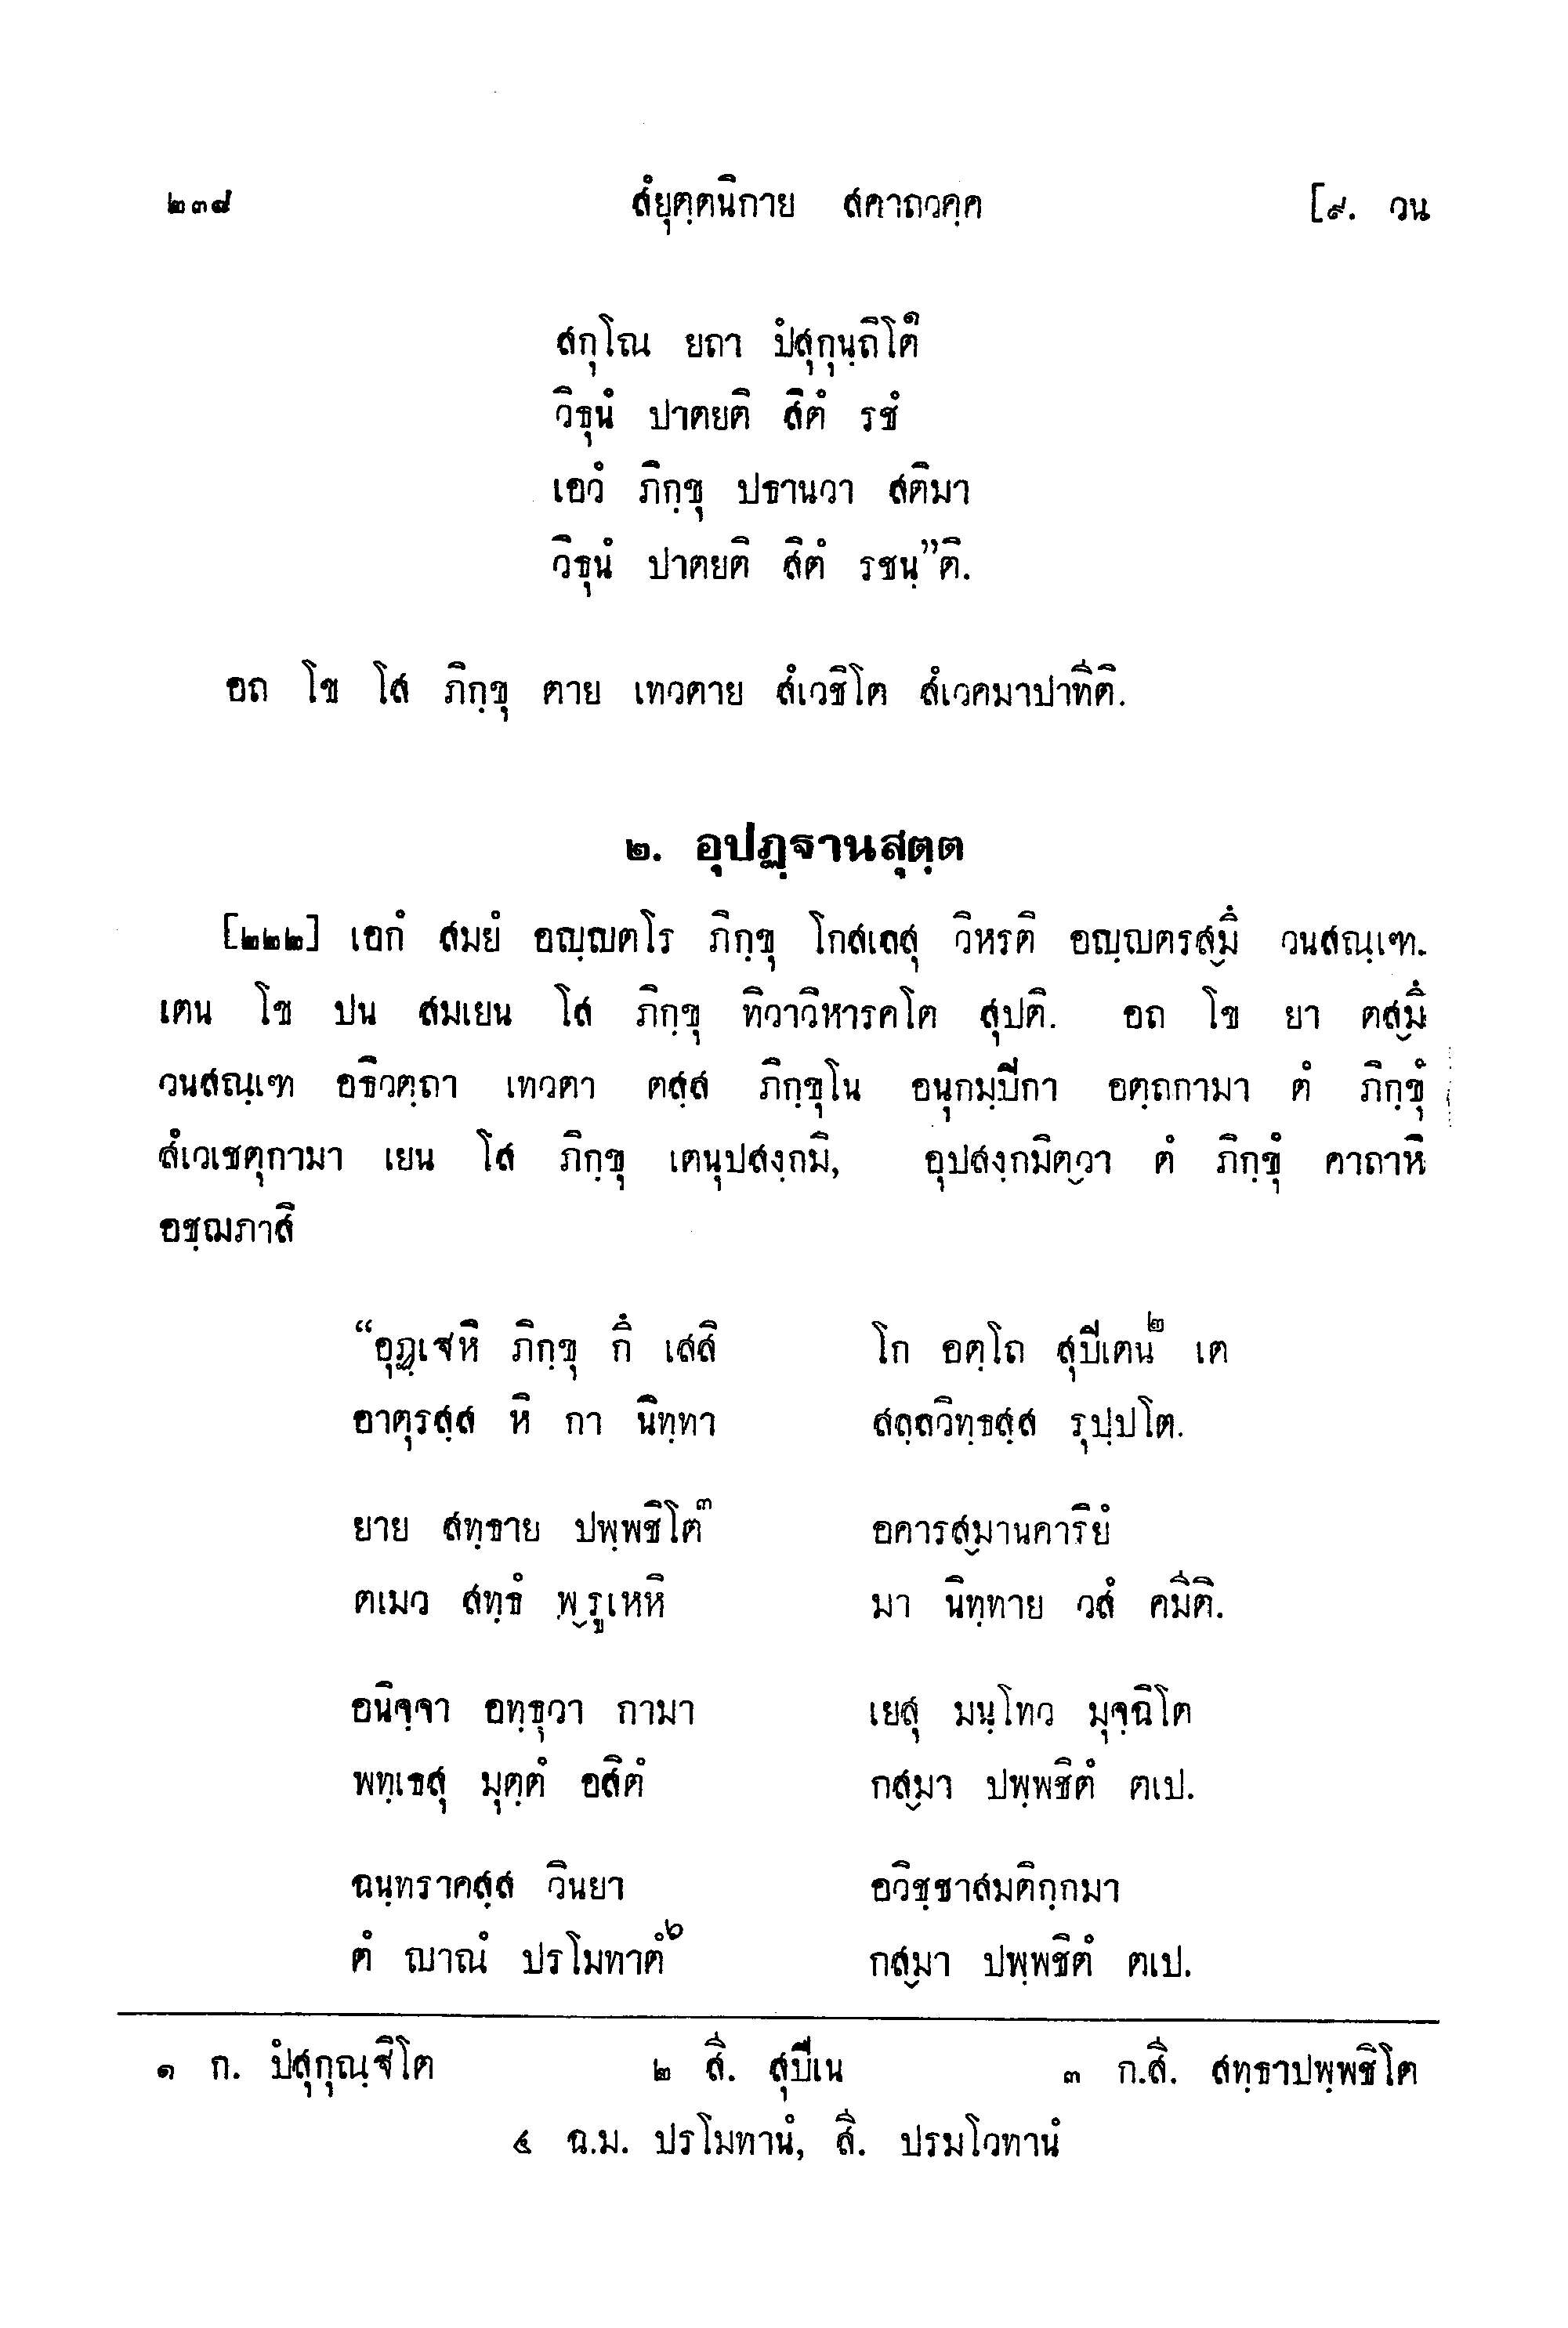 ๒๓๘ สํยุตฺตนิกาย สคาถวคฺค [๙. วน
สกุโณ ยถา ปํสุกุนฺถิโต๑
วิธุนํ ปาตยติ สิตํ รชํ
เอวํ ภิกฺขุ ปธานวา สติมา
วิธุนํ ปาตยติ สิตํ รชนฺ”ติ.
อถ โข โส ภิกฺขุ ตาย เทวตาย สํเวชิโต สํเวคมาปาทีติ.
๒. อุปฏฺฐานสุตฺต
[๒๒๒] เอกํ สมยํ อญฺญตโร ภิกฺขุ โกสเลสุ วิหรติ อญฺญตรสฺมึ วนสณฺเฑ.
เตน โข ปน สมเยน โส ภิกฺขุ ทิวาวิหารคโต สุปติ. อถ โข ยา ตสฺมึ
วนสณฺเฑ อธิวตฺถา เทวตา ตสฺส ภิกฺขุโน อนุกมฺปิกา อตฺถกามา ตํ ภิกฺขุํ
สํเวเชตุกามา เยน โส ภิกฺขุ เตนุปสงฺกมิ, อุปสงฺกมิตฺวา ตํ ภิกฺขุํ คาถาหิ
อชฺฌภาสิ
“อุฏฺเฐหิ ภิกฺขุ กึ เสสิ โก อตฺโถ สุปิเตน๒ เต
อาตุรสฺส หิ กา นิทฺทา สลฺลวิทฺธสฺส รุปฺปโต.
ยาย สทฺธาย ปพฺพชิโต๓ อคารสฺมานคาริยํ
ตเมว สทฺธํ พฺรูเหหิ มา นิทฺทาย วสํ คมีติ.
อนิจฺจา อทฺธุวา กามา เยสุ มนฺโทว มุจฺฉิโต
พทฺเธสุ มุตฺตํ อสิตํ กสฺมา ปพฺพชิตํ ตเป.
ฉนฺทราคสฺส วินยา อวิชฺชาสมติกฺกมา
ตํ ญาณํ ปรโมทาตํ๖ กสฺมา ปพฺพชิตํ ตเป.
๑ ก. ปํสุกุณฺฐิโต ๒ สี. สุปิเน ๓ ก.สี. สทฺธาปพฺพชิโต
๔ ฉ.ม. ปรโมทานํ, สี. ปรมโวทานํ